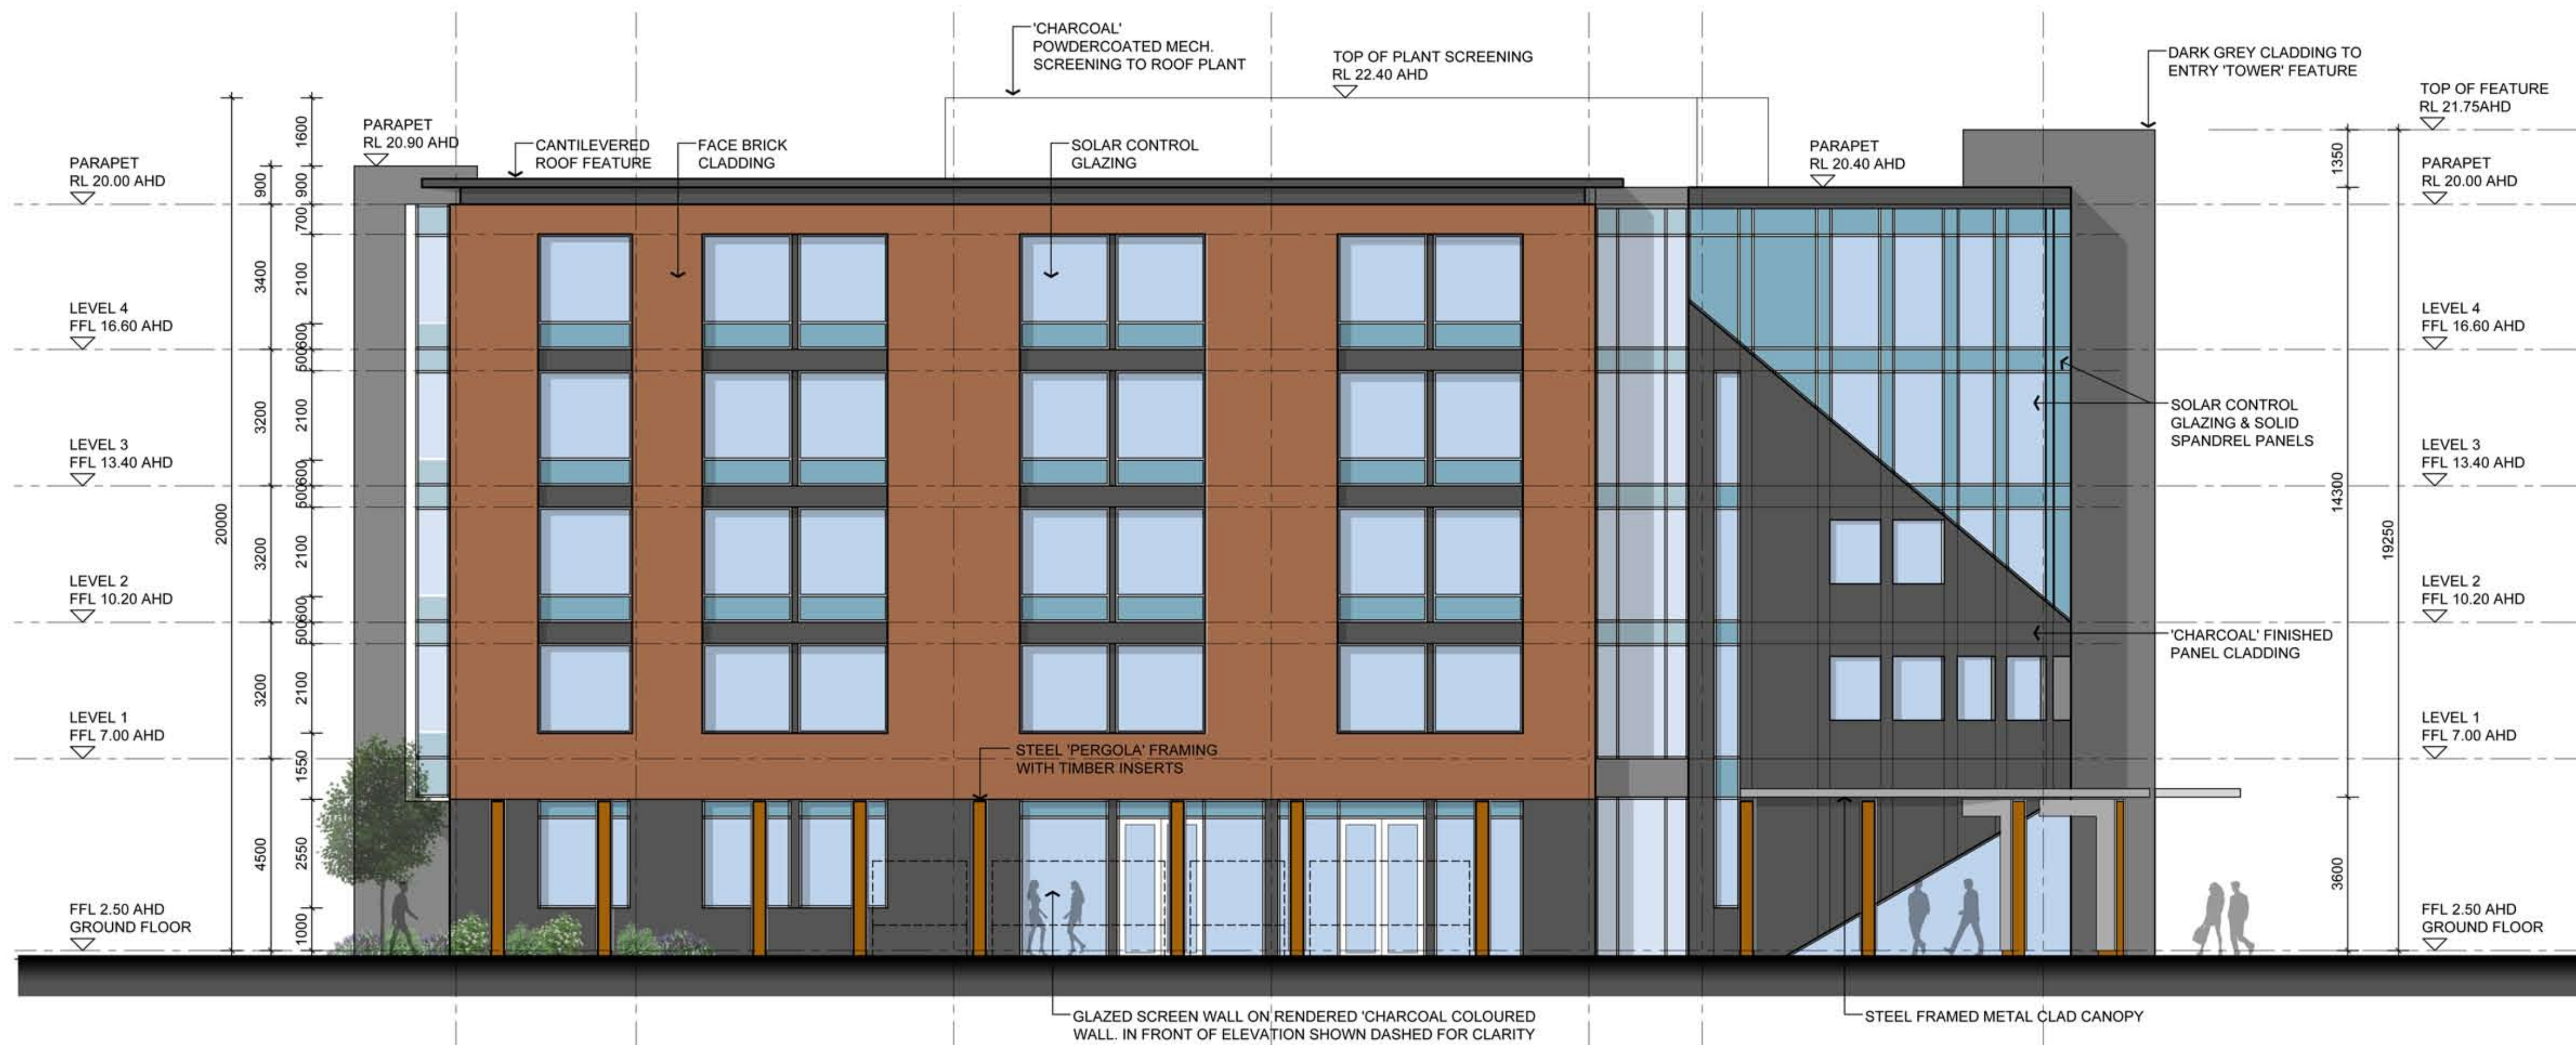 'CHARCOAL'
POWDERCOATED MECH.
SCREENING TO ROOF PLANT
TOP OF PLANT SCREENING
RL 22.40 AHD
DARK GREY CLADDING TO
ENTRY 'TOWER' FEATURE
TOP OF FEATURE
RL 21.75AHD
PARAPET
RL 20.90 AHD
CANTILEVERED
ROOF FEATURE
FACE BRICK
CLADDING
SOLAR CONTROL
GLAZING
PARAPET
RL 20.40 AHD
PARAPET
RL 20.00 AHD
PARAPET
RL 20.00 AHD
LEVEL 4
FFL 16.60 AHD
LEVEL 4
FFL 16.60 AHD
SOLAR CONTROL
GLAZING & SOLID
SPANDREL PANELS
LEVEL 3
FFL 13.40 AHD
LEVEL 3
FFL 13.40 AHD
LEVEL 2
FFL 10.20 AHD
LEVEL 2
FFL 10.20 AHD
'CHARCOAL' FINISHED
PANEL CLADDING
LEVEL 1
FFL 7.00 AHD
LEVEL 1
FFL 7.00 AHD
STEEL 'PERGOLA' FRAMING
WITH TIMBER INSERTS
FFL 2.50 AHD
GROUND FLOOR
FFL 2.50 AHD
GROUND FLOOR
GLAZED SCREEN WALL ON RENDERED 'CHARCOAL COLOURED
WALL. IN FRONT OF ELEVATION SHOWN DASHED FOR CLARITY
STEEL FRAMED METAL CLAD CANOPY
20000
900
3400
3200
3200
3200
4500
1600
900
700
2100
600
500
2100
600
500
2100
600
500
2100
1550
2550
1000
1350
14300
3600
19250